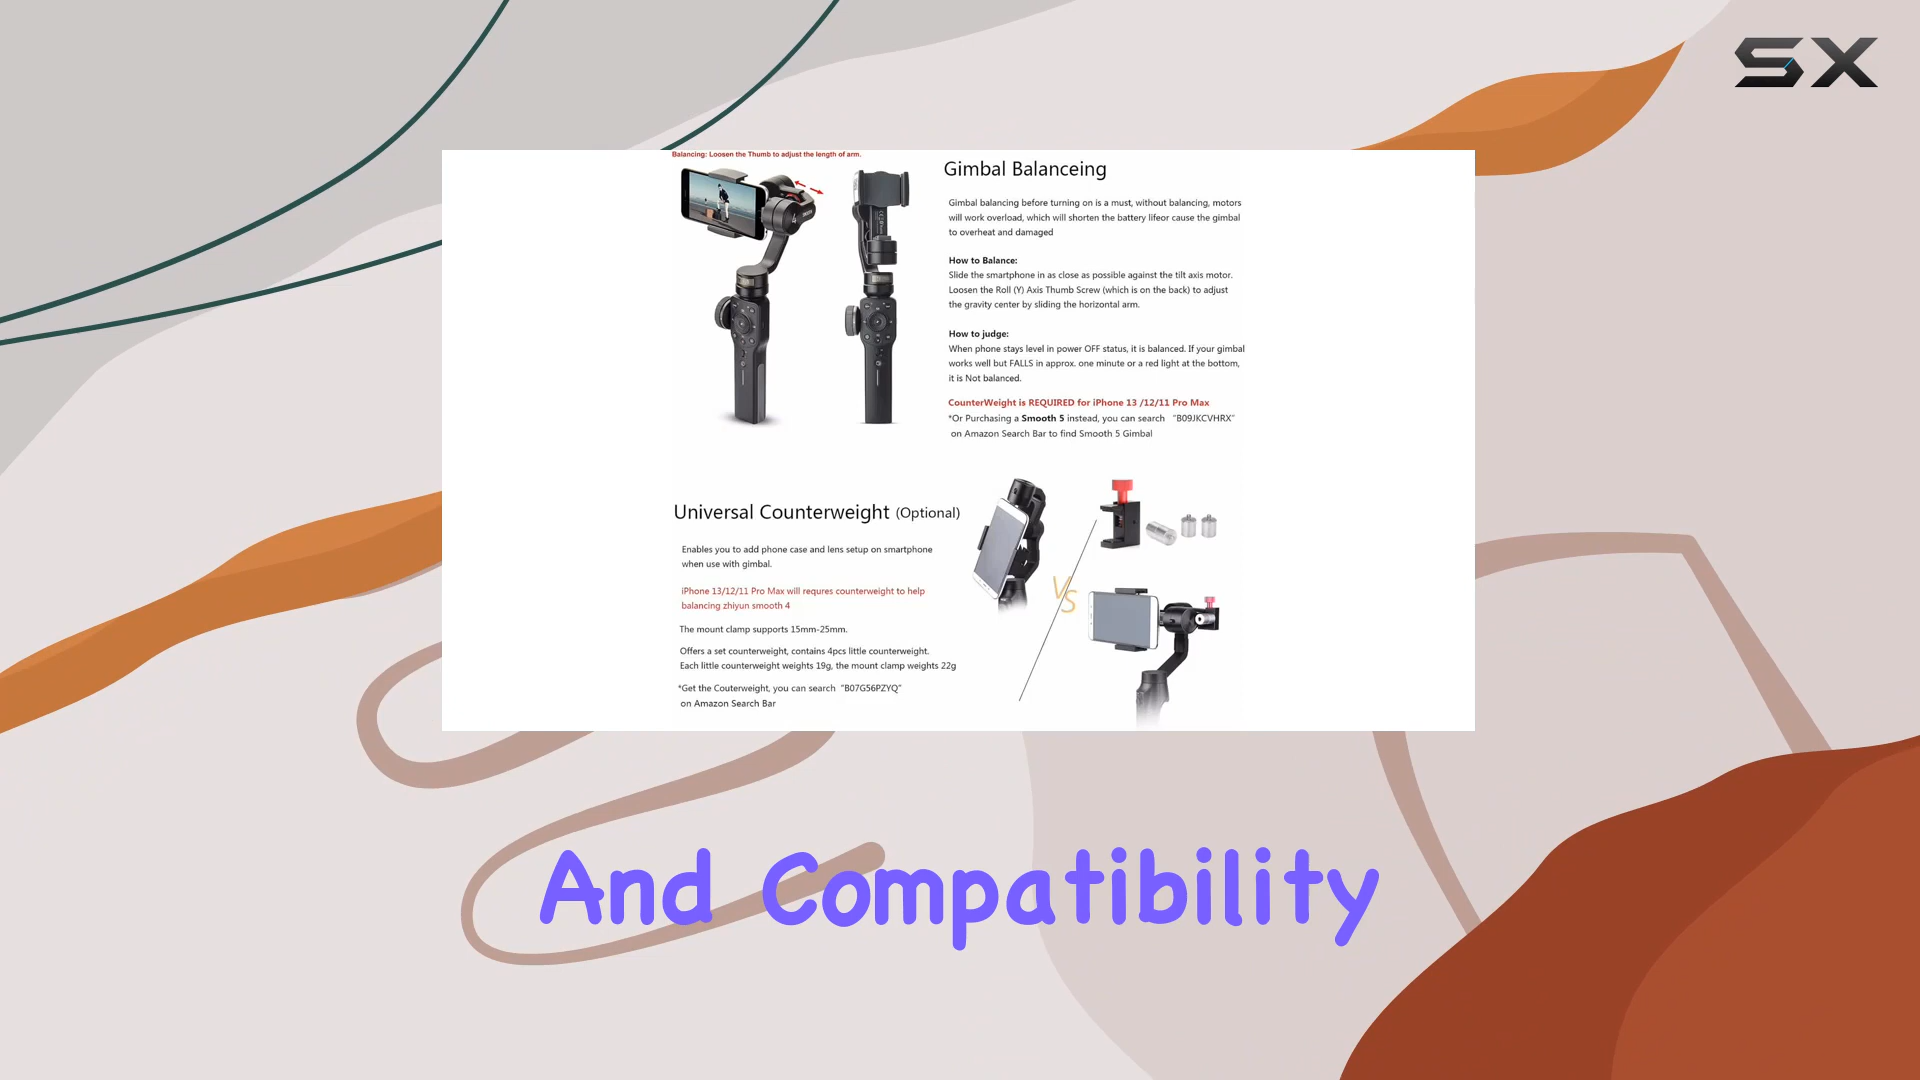 SX
Balancing: Loosen the Thumb to adjust the length of arm.
Gimbal Balanceing
Gimbal balancing before turning on is a must, without balancing, motors
will work overload, which will shorten the battery lifeor cause the gimbal
to overheat and damaged
How to Balance:
Slide the smartphone in as close as possible against the tilt axis motor.
Loosen the Roll (Y) Axis Thumb Screw (which is on the back) to adjust
the gravity center by sliding the horizontal arm.
How to judge:
When phone stays level in power OFF status, it is balanced. If your gimbal
works well but FALLS in approx. one minute or a red light at the bottom,
it is Not balanced.
CounterWeight is REQUIRED for iPhone 13 /12/11 Pro Max
*Or Purchasing a Smooth 5 instead, you can search "B09JKCVHRX"
on Amazon Search Bar to find Smooth 5 Gimbal
Universal Counterweight (Optional)
Enables you to add phone case and lens setup on smartphone
when use with gimbal.
iPhone 13/12/11 Pro Max will requres counterweight to help
balancing zhiyun smooth 4
The mount clamp supports 15mm-25mm.
Offers a set counterweight, contains 4pcs little counterweight.
Each little counterweight weights 19g, the mount clamp weights 22g
*Get the Couterweight, you can search "B07G56PZYQ"
on Amazon Search Bar
VS
And Compatibility